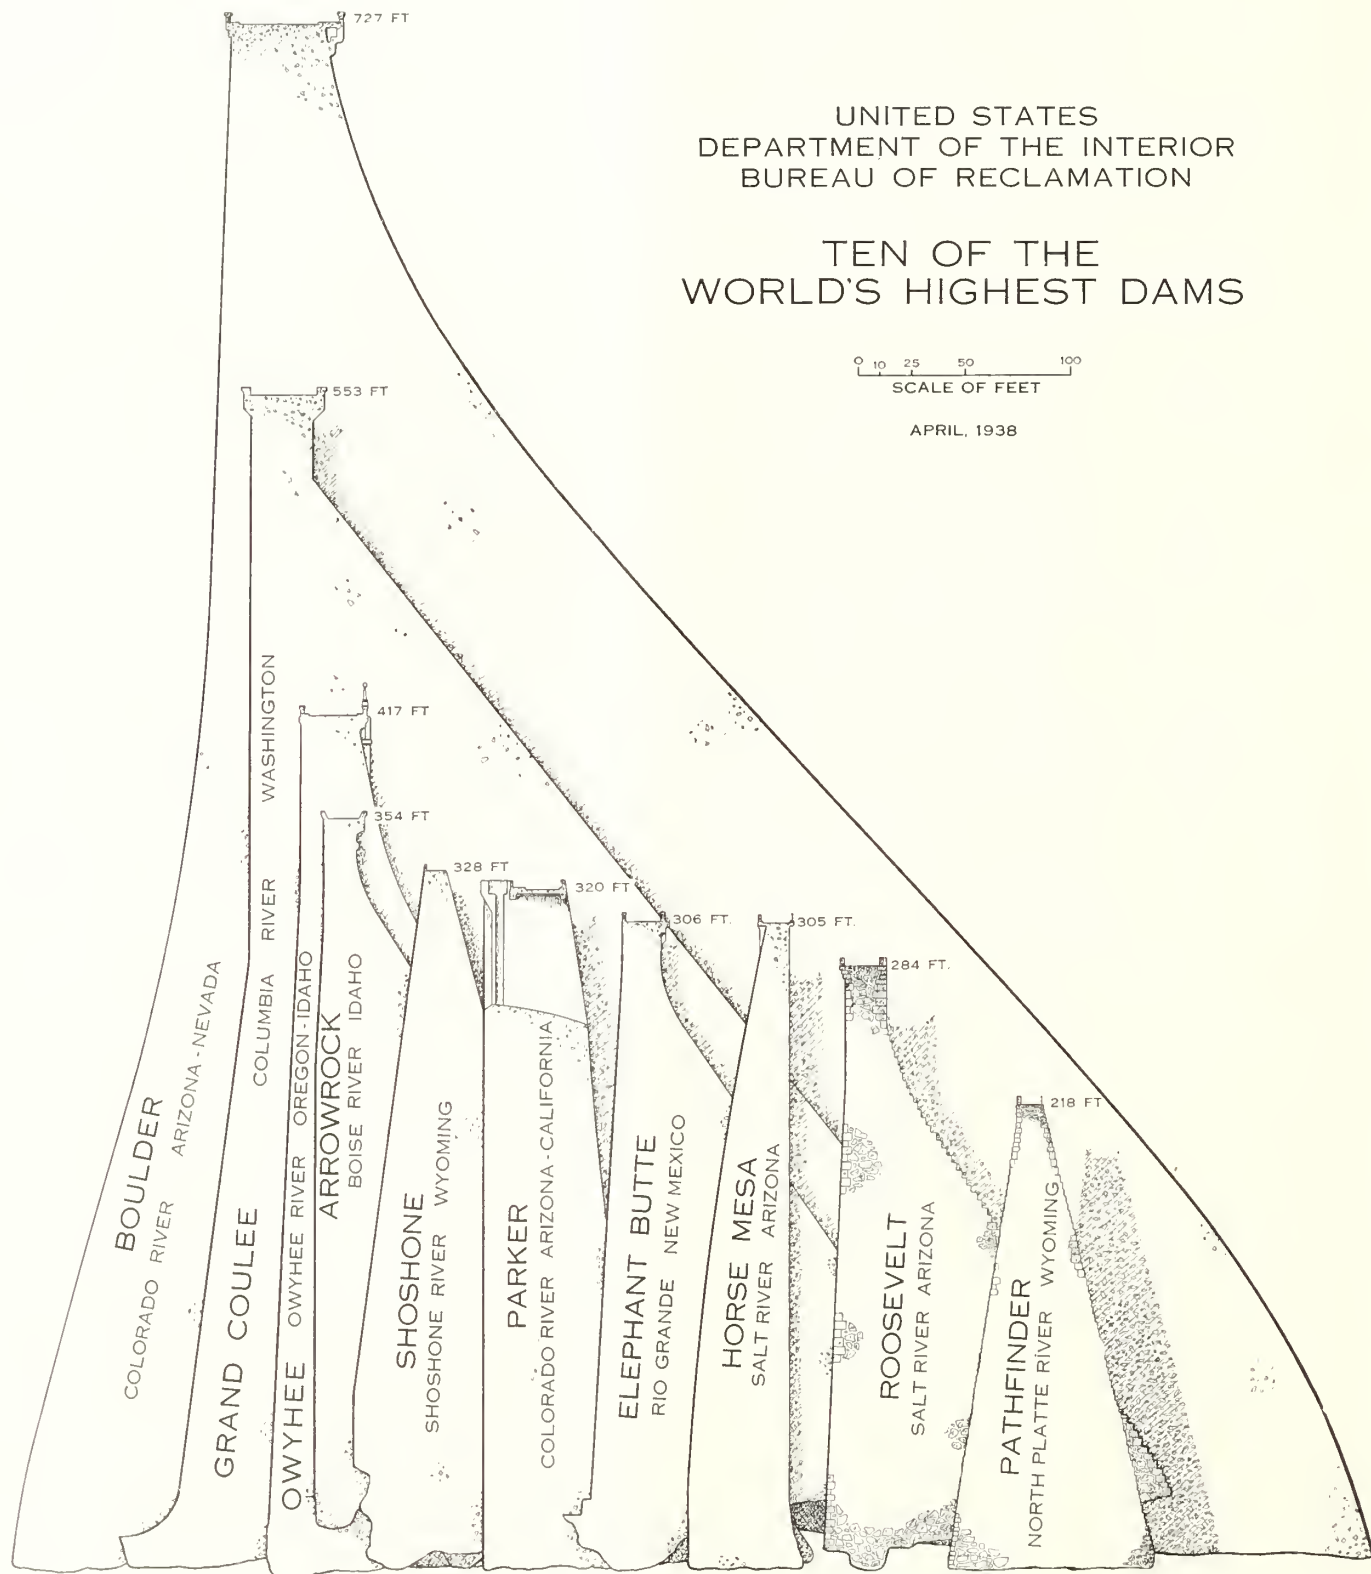 727 FT
UNITED STATES
DEPARTMENT OF THE INTERIOR
BUREAU OF RECLAMATION
TEN OF THE
WORLD'S HIGHEST DAMS
0 10 25 50 100
SCALE OF FEET
APRIL, 1938
553 FT
417 FT
354 FT
328 FT
320 FT
306 FT.
305 FT.
284 FT.
218 FT
BOULDER
COLORADO RIVER ARIZONA-NEVADA
GRAND COULEE
COLUMBIA RIVER WASHINGTON
OWYHEE OWYHEE RIVER OREGON-IDAHO
ARROWROCK
BOISE RIVER IDAHO
SHOSHONE
SHOSHONE RIVER WYOMING
PARKER
COLORADO RIVER ARIZONA-CALIFORNIA
ELEPHANT BUTTE
RIO GRANDE NEW MEXICO
HORSE MESA
SALT RIVER ARIZONA
ROOSEVELT
SALT RIVER ARIZONA
PATHFINDER
NORTH PLATTE RIVER WYOMING